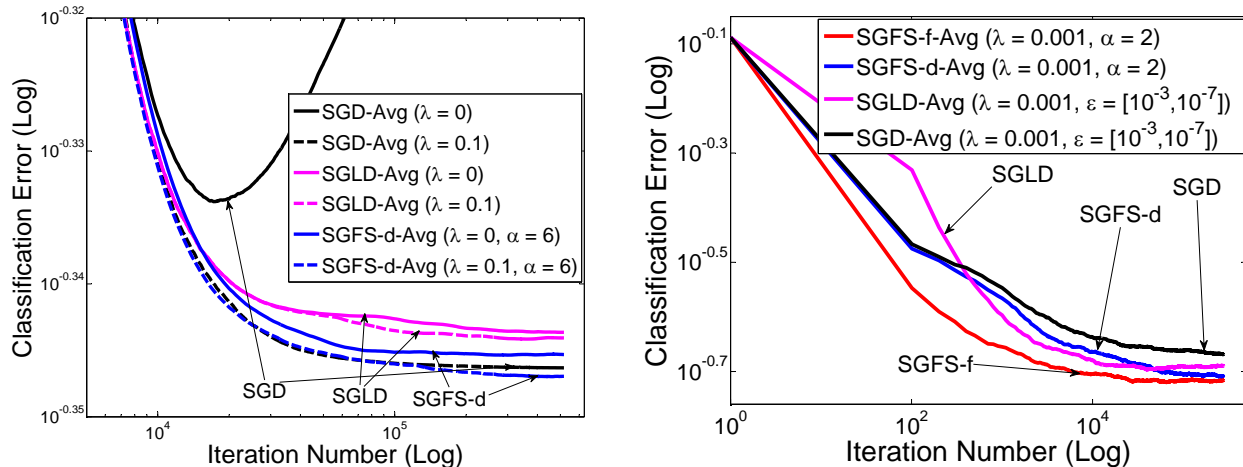 10^-0.32
10^-0.33
10^-0.34
10^-0.35
Classification Error (Log)
SGD-Avg (λ = 0)
SGD-Avg (λ = 0.1)
SGLD-Avg (λ = 0)
SGLD-Avg (λ = 0.1)
SGFS-d-Avg (λ = 0, α = 6)
SGFS-d-Avg (λ = 0.1, α = 6)
SGD
SGLD
SGFS-d
10^4
10^5
Iteration Number (Log)
10^-0.1
10^-0.3
10^-0.5
10^-0.7
Classification Error (Log)
SGFS-f-Avg (λ = 0.001, α = 2)
SGFS-d-Avg (λ = 0.001, α = 2)
SGLD-Avg (λ = 0.001, ε = [10^-3,10^-7])
SGD-Avg (λ = 0.001, ε = [10^-3,10^-7])
SGLD
SGD
SGFS-d
SGFS-f
10^0
10^2
10^4
Iteration Number (Log)